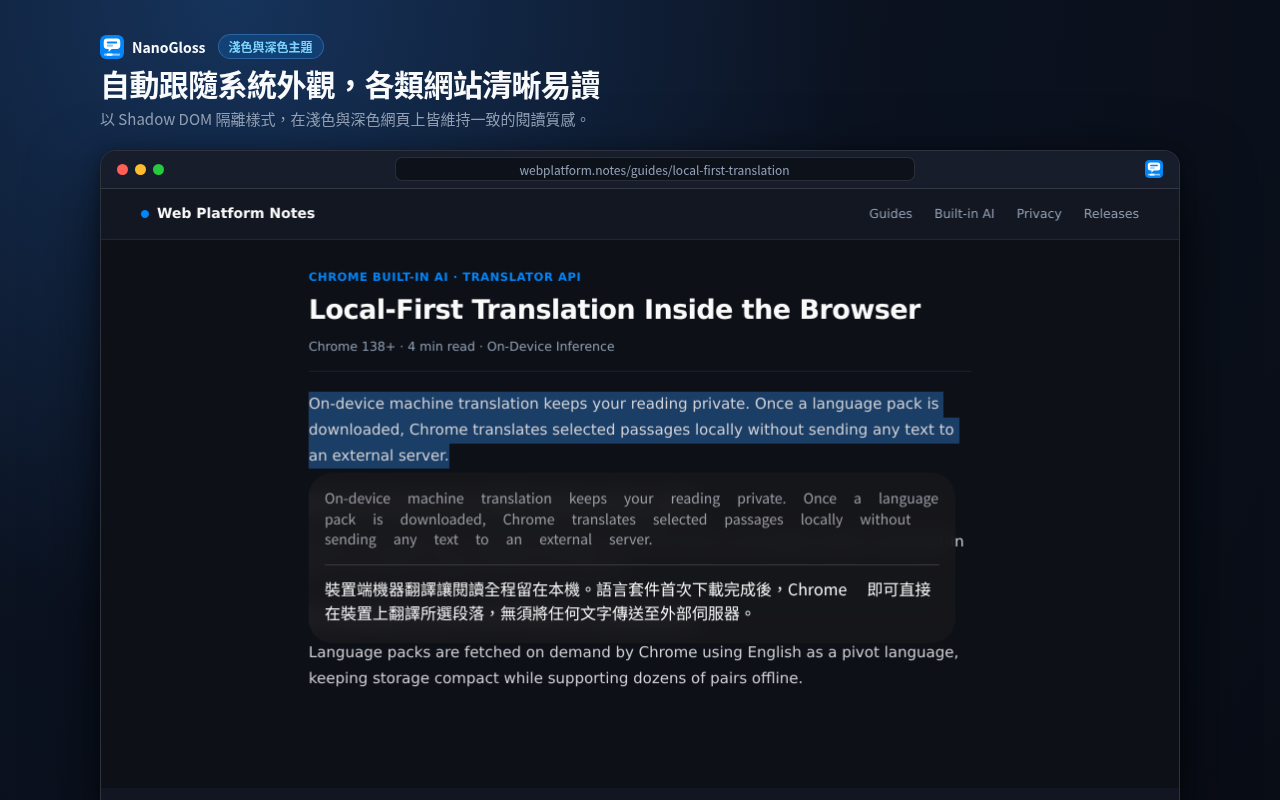 NanoGloss
淺色與深色主題
自動跟隨系統外觀，各類網站清晰易讀
以 Shadow DOM 隔離樣式，在淺色與深色網頁上皆維持一致的閱讀質感。
webplatform.notes/guides/local-first-translation
Web Platform Notes
Guides
Built-in AI
Privacy
Releases
CHROME BUILT-IN AI · TRANSLATOR API
Local-First Translation Inside the Browser
Chrome 138+ · 4 min read · On-Device Inference
On-device machine translation keeps your reading private. Once a language pack is
downloaded, Chrome translates selected passages locally without sending any text to
an external server.
On-device machine translation keeps your reading private. Once a language
pack is downloaded, Chrome translates selected passages locally without
sending any text to an external server.
裝置端機器翻譯讓閱讀全程留在本機。語言套件首次下載完成後，Chrome 即可直接
在裝置上翻譯所選段落，無須將任何文字傳送至外部伺服器。
Language packs are fetched on demand by Chrome using English as a pivot language,
keeping storage compact while supporting dozens of pairs offline.